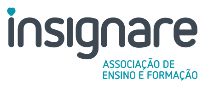 insignare
ASSOCIAÇÃO DE
ENSINO E FORMAÇÃO